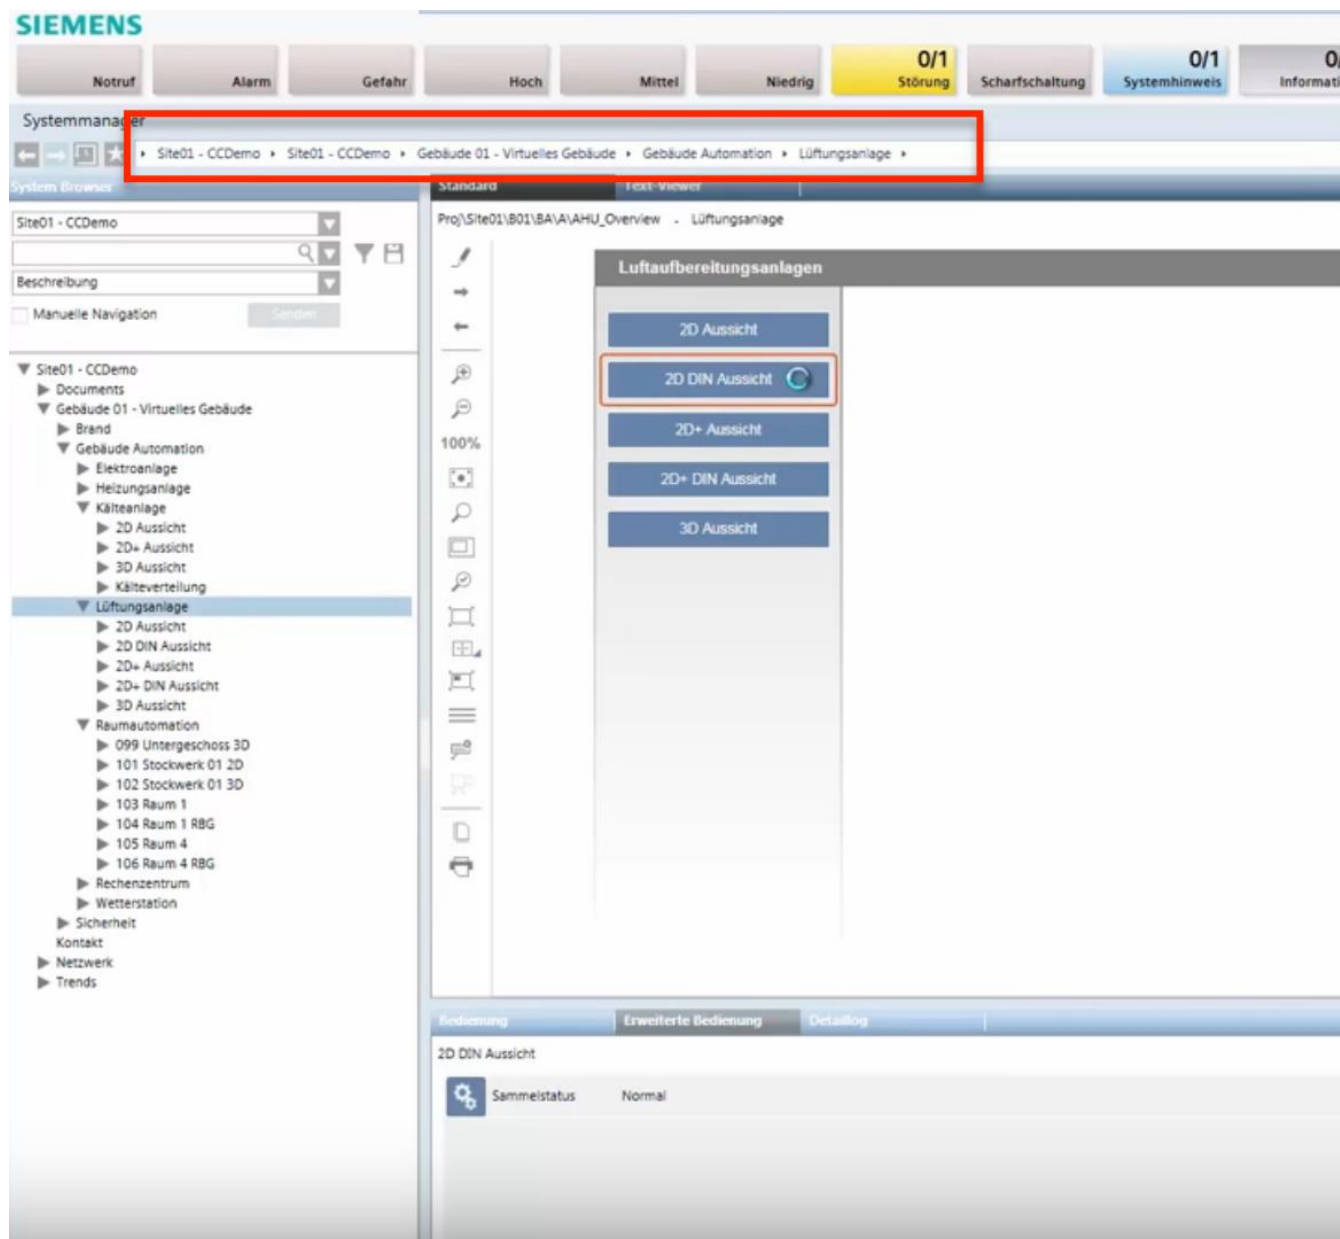 SIEMENS
Notruf Alarm Gefahr Hoch Mittel Niedrig 0/1 Störung Scharfschaltung 0/1 Systemhinweis 0/ Informati
Systemmanager
Site01 - CCDemo Site01 - CCDemo Gebäude 01 - Virtuelles Gebäude Gebäude Automation Lüftungsanlage
System Browser
Standard Text-Viewer
Site01 - CCDemo
Proj\Site01\B01\BA\A\AHU_Overview - Lüftungsanlage
Beschreibung
Manuelle Navigation Senden
Site01 - CCDemo
Documents
Gebäude 01 - Virtuelles Gebäude
Brand
Gebäude Automation
Elektroanlage
Heizungsanlage
Kälteanlage
2D Aussicht
2D+ Aussicht
3D Aussicht
Kälteverteilung
Lüftungsanlage
2D Aussicht
2D DIN Aussicht
2D+ Aussicht
2D+ DIN Aussicht
3D Aussicht
Raumautomation
099 Untergeschoss 3D
101 Stockwerk 01 2D
102 Stockwerk 01 3D
103 Raum 1
104 Raum 1 RBG
105 Raum 4
106 Raum 4 RBG
Rechenzentrum
Wetterstation
Sicherheit
Kontakt
Netzwerk
Trends
100%
Luftaufbereitungsanlagen
2D Aussicht
2D DIN Aussicht
2D+ Aussicht
2D+ DIN Aussicht
3D Aussicht
Bedienung Erweiterte Bedienung Detaillog
2D DIN Aussicht
Sammelstatus Normal